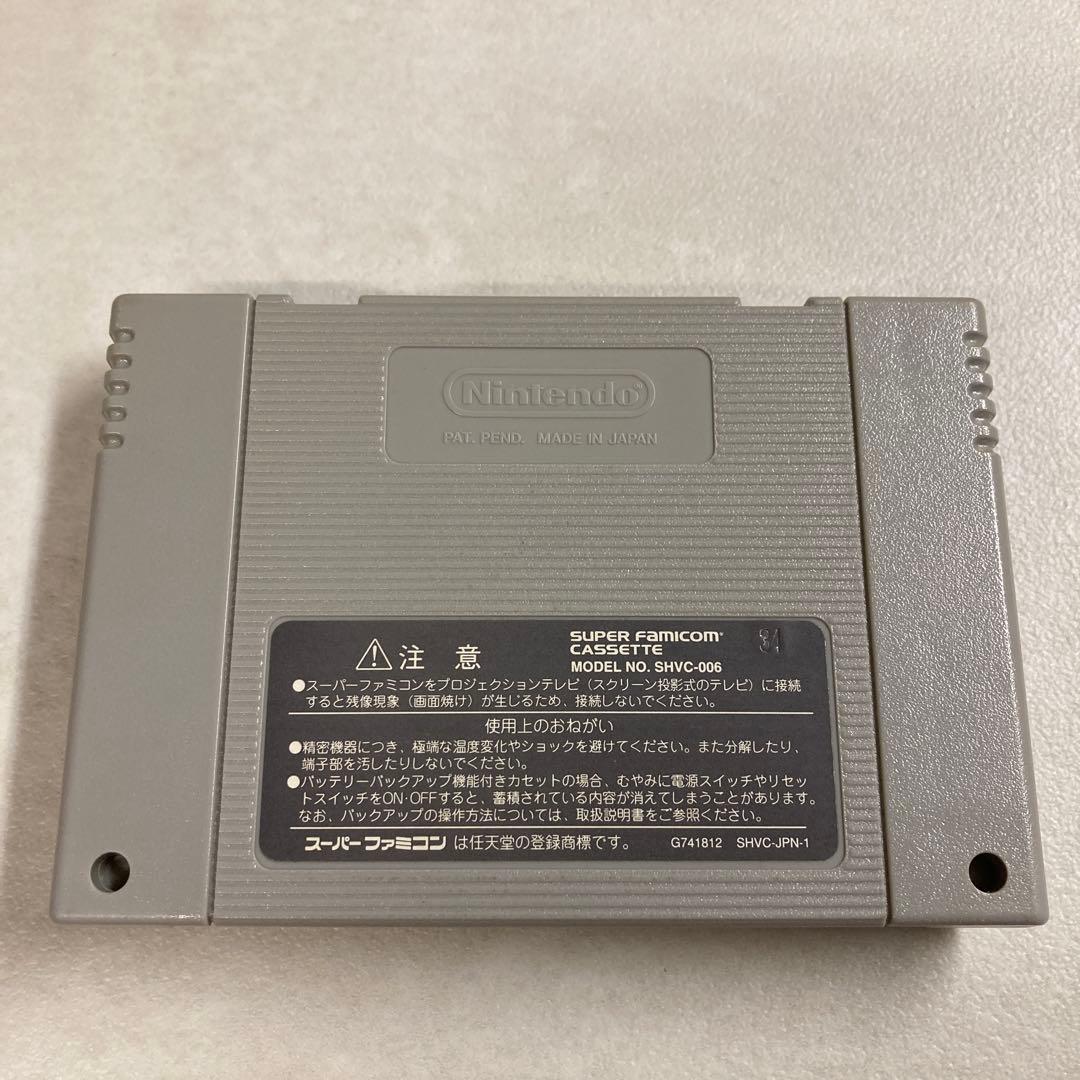 Nintendo®
PAT. PEND. MADE IN JAPAN
注意
SUPER FAMICOM
CASSETTE
MODEL NO. SHVC-006
34
●スーパーファミコンをプロジェクションテレビ（スクリーン投影式のテレビ）に接続
すると残像現象（画面焼け）が生じるため、接続しないでください。
使用上のおねがい
●精密機器につき、極端な温度変化やショックを避けてください。また分解したり、
端子部を汚したりしないでください。
●バッテリーバックアップ機能付きカセットの場合、むやみに電源スイッチやリセッ
トスイッチをON・OFFすると、蓄積されている内容が消えてしまうことがあります。
なお、バックアップの操作方法については、取扱説明書をご参照ください。
スーパーファミコンは任天堂の登録商標です。 G741812 SHVC-JPN-1